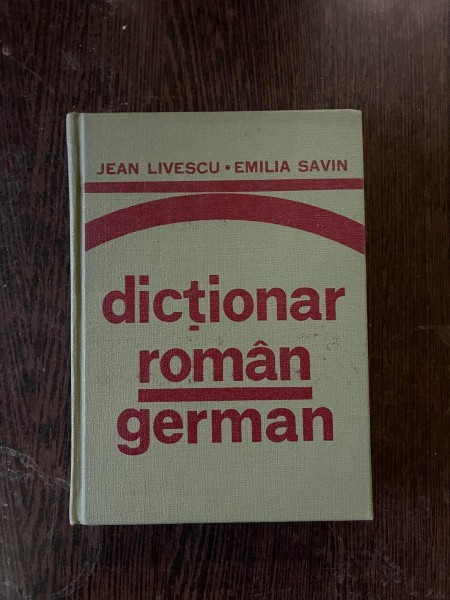 JEAN LIVESCU • EMILIA SAVIN
dicționar
român
german